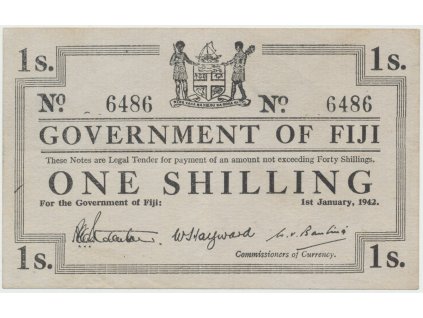 1s. 1s.
Nº 6486 Nº 6486
GOVERNMENT OF FIJI
These Notes are Legal Tender for payment of an amount not exceeding Forty Shillings.
ONE SHILLING
For the Government of Fiji: 1st January, 1942.
W S Hayward
Commissioners of Currency.
1s. 1s.